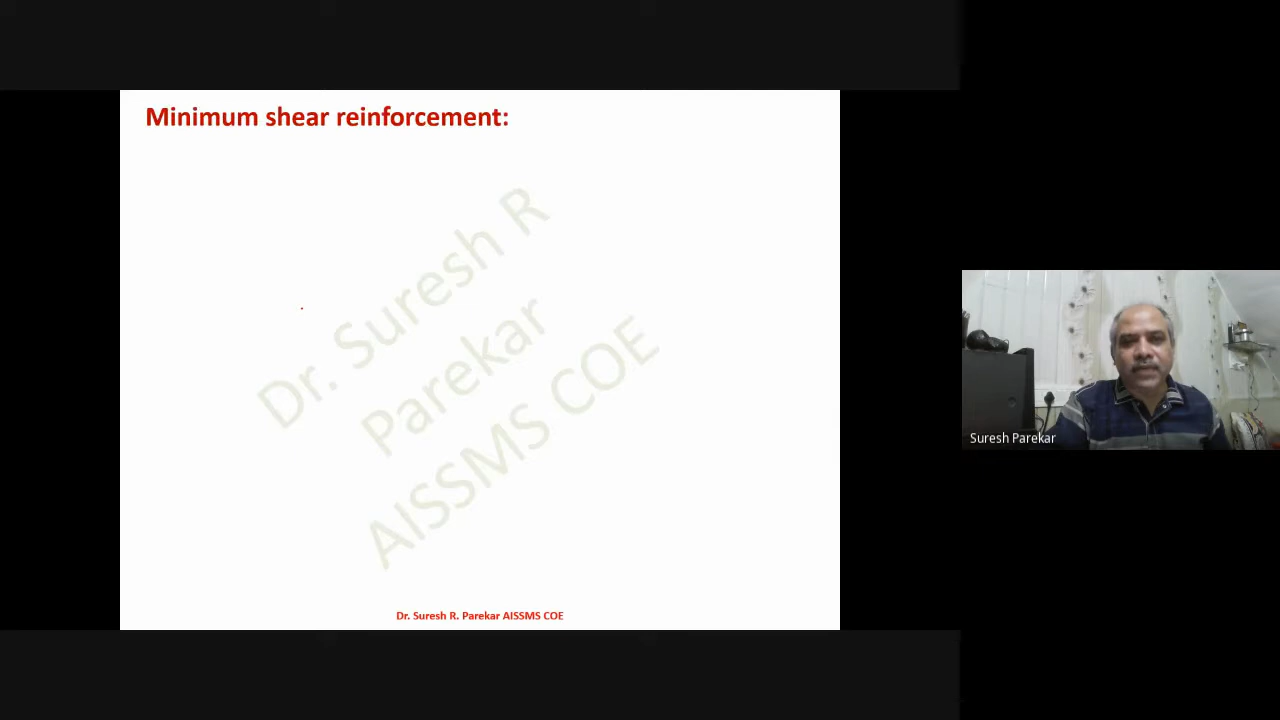 Minimum shear reinforcement:
Dr. Suresh R
Parekar
AISSMS COE
Dr. Suresh R. Parekar AISSMS COE
Suresh Parekar